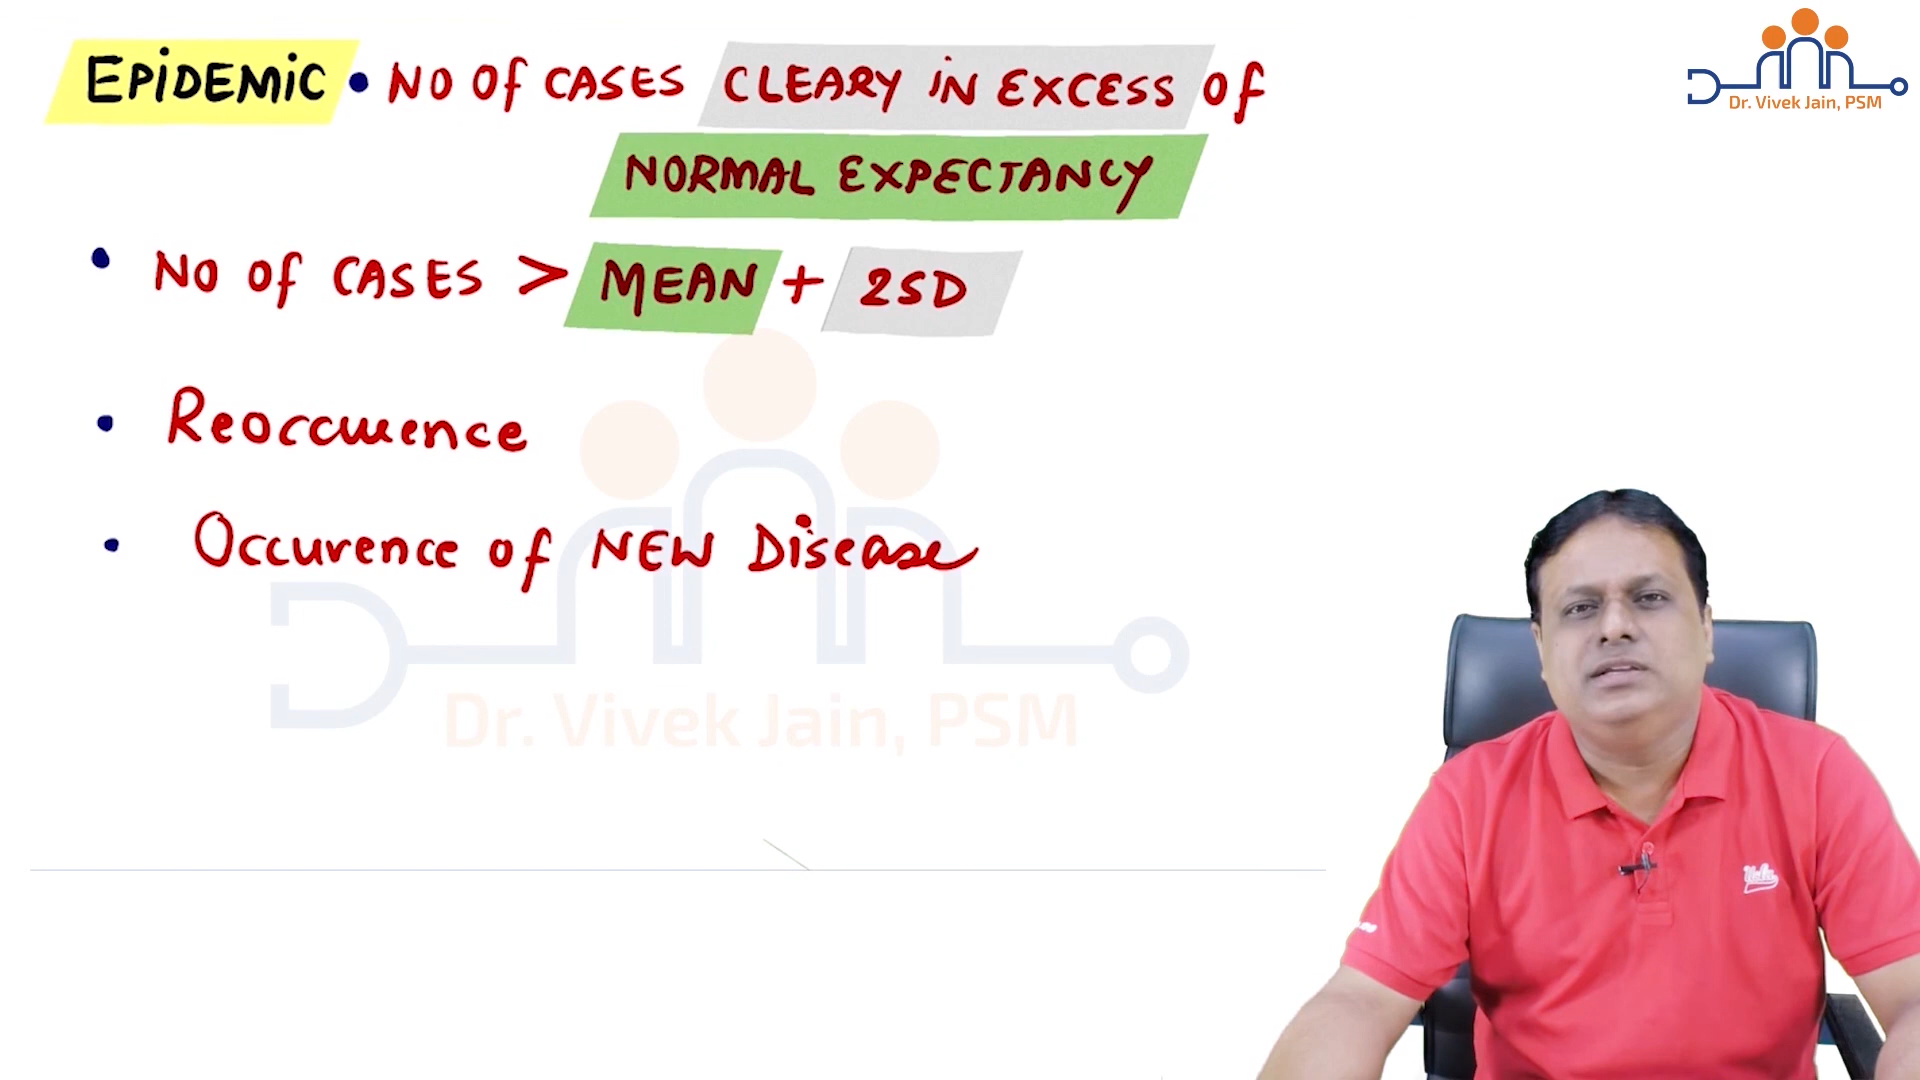 EPIDEMIC • NO Of CASES CLEARY iN EXCESS of
NORMAL EXPECTANCY
• NO Of CASES > MEAN + 2SD
• Reoccurence
• Occurence of NEW Disease
Dr. Vivek Jain, PSM
Dr. Vivek Jain, PSM